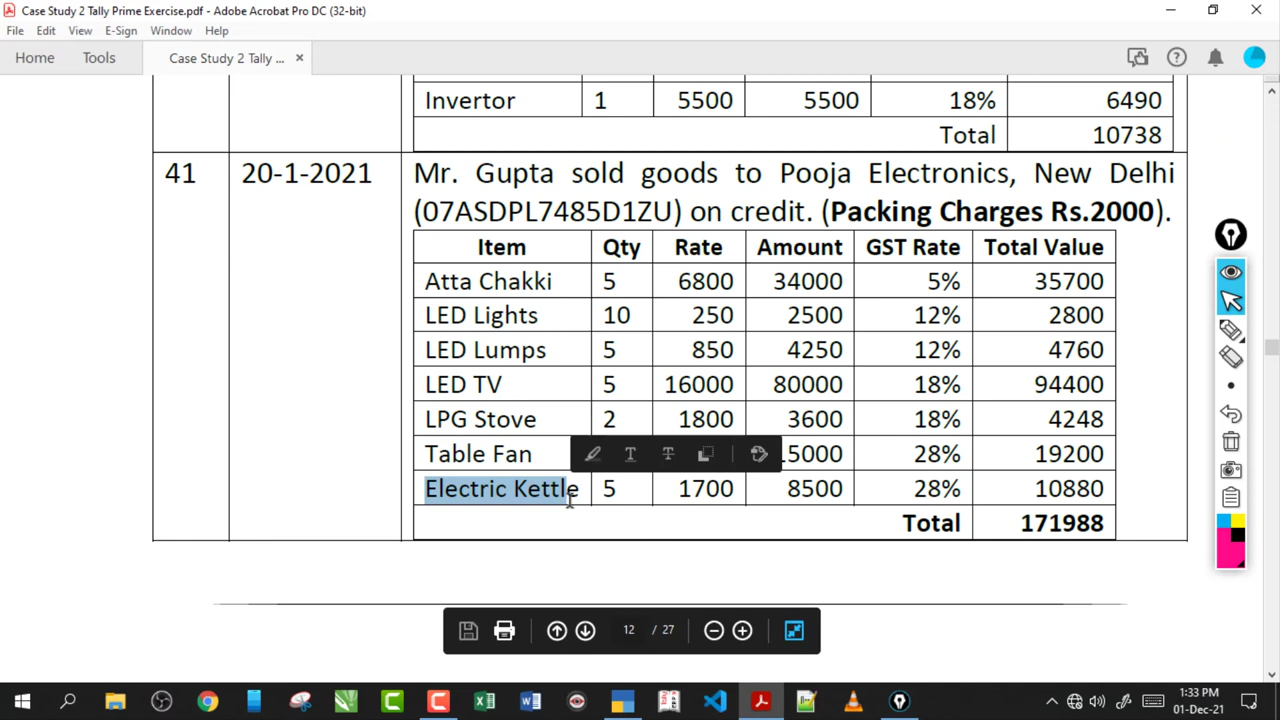 Case Study 2 Tally Prime Exercise.pdf - Adobe Acrobat Pro DC (32-bit)
File Edit View E-Sign Window Help
Home Tools Case Study 2 Tally ... ×
Invertor 1 5500 5500 18% 6490
Total 10738
41 20-1-2021 Mr. Gupta sold goods to Pooja Electronics, New Delhi
(07ASDPL7485D1ZU) on credit. (Packing Charges Rs.2000).
Item Qty Rate Amount GST Rate Total Value
Atta Chakki 5 6800 34000 5% 35700
LED Lights 10 250 2500 12% 2800
LED Lumps 5 850 4250 12% 4760
LED TV 5 16000 80000 18% 94400
LPG Stove 2 1800 3600 18% 4248
Table Fan 5000 28% 19200
Electric Kettle 5 1700 8500 28% 10880
Total 171988
12 / 27
1:33 PM
01-Dec-21